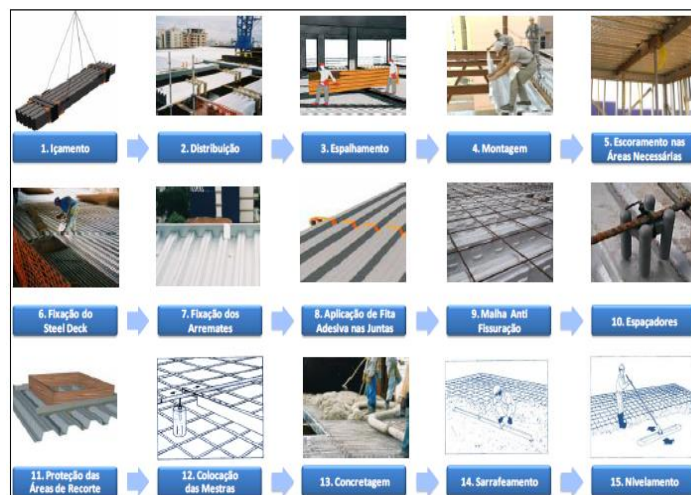 1. Içamento
2. Distribuição
3. Espalhamento
4. Montagem
5. Escoramento nas
Áreas Necessárias
6. Fixação do
Steel Deck
7. Fixação dos
Arremates
8. Aplicação de Fita
Adesiva nas Juntas
9. Malha Anti
Fissuração
10. Espaçadores
11. Proteção das
Áreas de Recorte
12. Colocação
das Mestras
13. Concretagem
14. Sarrafeamento
15. Nivelamento